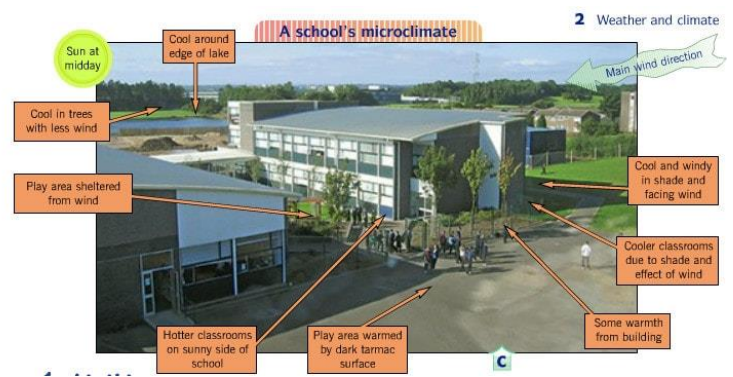 2 Weather and climate
A school's microclimate
Sun at
midday
Cool around
edge of lake
Main wind direction
Cool in trees
with less wind
Play area sheltered
from wind
Cool and windy
in shade and
facing wind
Cooler classrooms
due to shade and
effect of wind
Hotter classrooms
on sunny side of
school
Play area warmed
by dark tarmac
surface
Some warmth
from building
C